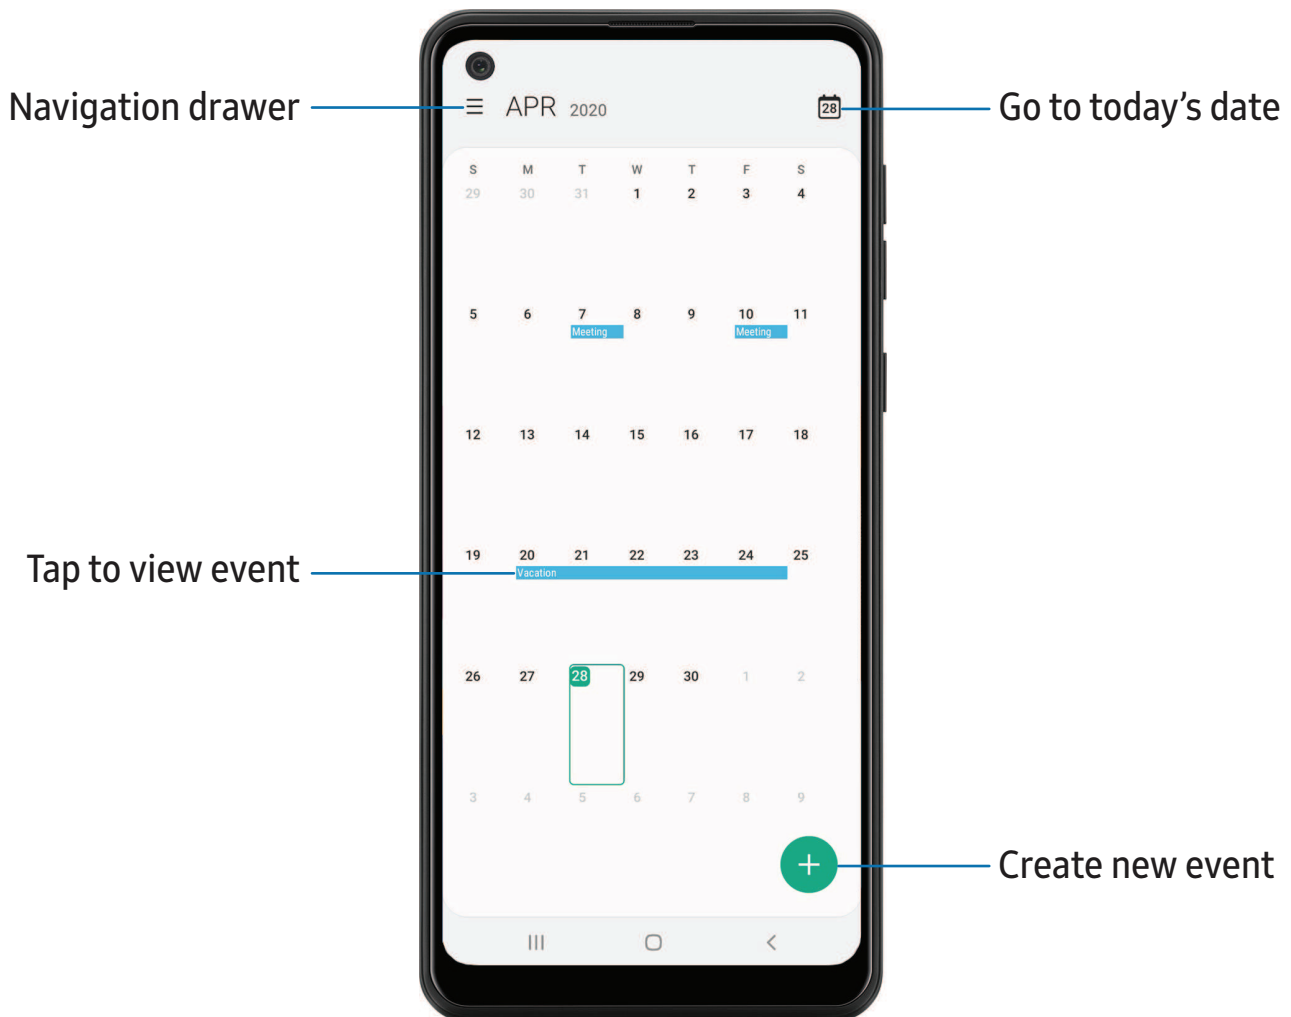 Navigation drawer
APR 2020
28
Go to today's date
S M T W T F S
29 30 31 1 2 3 4
5 6 7 8 9 10 11
Meeting Meeting
12 13 14 15 16 17 18
19 20 21 22 23 24 25
Tap to view event
Vacation
26 27 28 29 30 1 2
3 4 5 6 7 8 9
Create new event